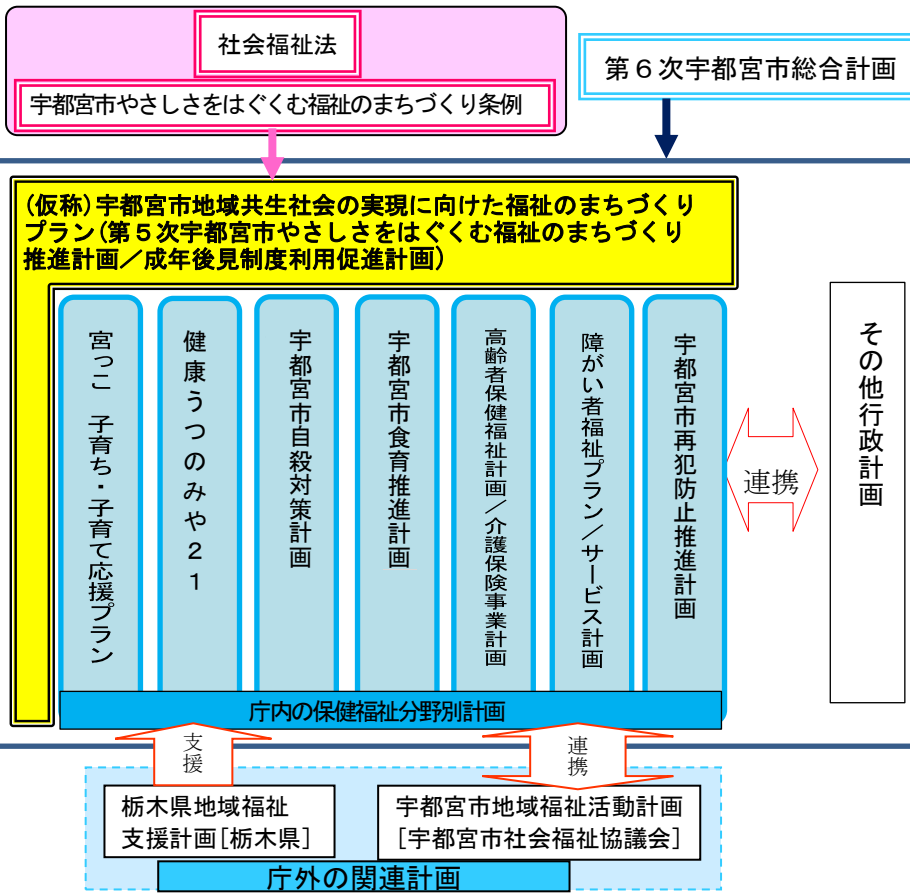 社会福祉法
宇都宮市やさしさをはぐくむ福祉のまちづくり条例
第６次宇都宮市総合計画
(仮称)宇都宮市地域共生社会の実現に向けた福祉のまちづくり
プラン(第５次宇都宮市やさしさをはぐくむ福祉のまちづくり
推進計画／成年後見制度利用促進計画)
宮っこ　子育ち・子育て応援プラン
健康うつのみや２１
宇都宮市自殺対策計画
宇都宮市食育推進計画
高齢者保健福祉計画／介護保険事業計画
障がい者福祉プラン／サービス計画
宇都宮市再犯防止推進計画
連携
その他行政計画
庁内の保健福祉分野別計画
支援
連携
栃木県地域福祉
支援計画[栃木県]
宇都宮市地域福祉活動計画
[宇都宮市社会福祉協議会]
庁外の関連計画